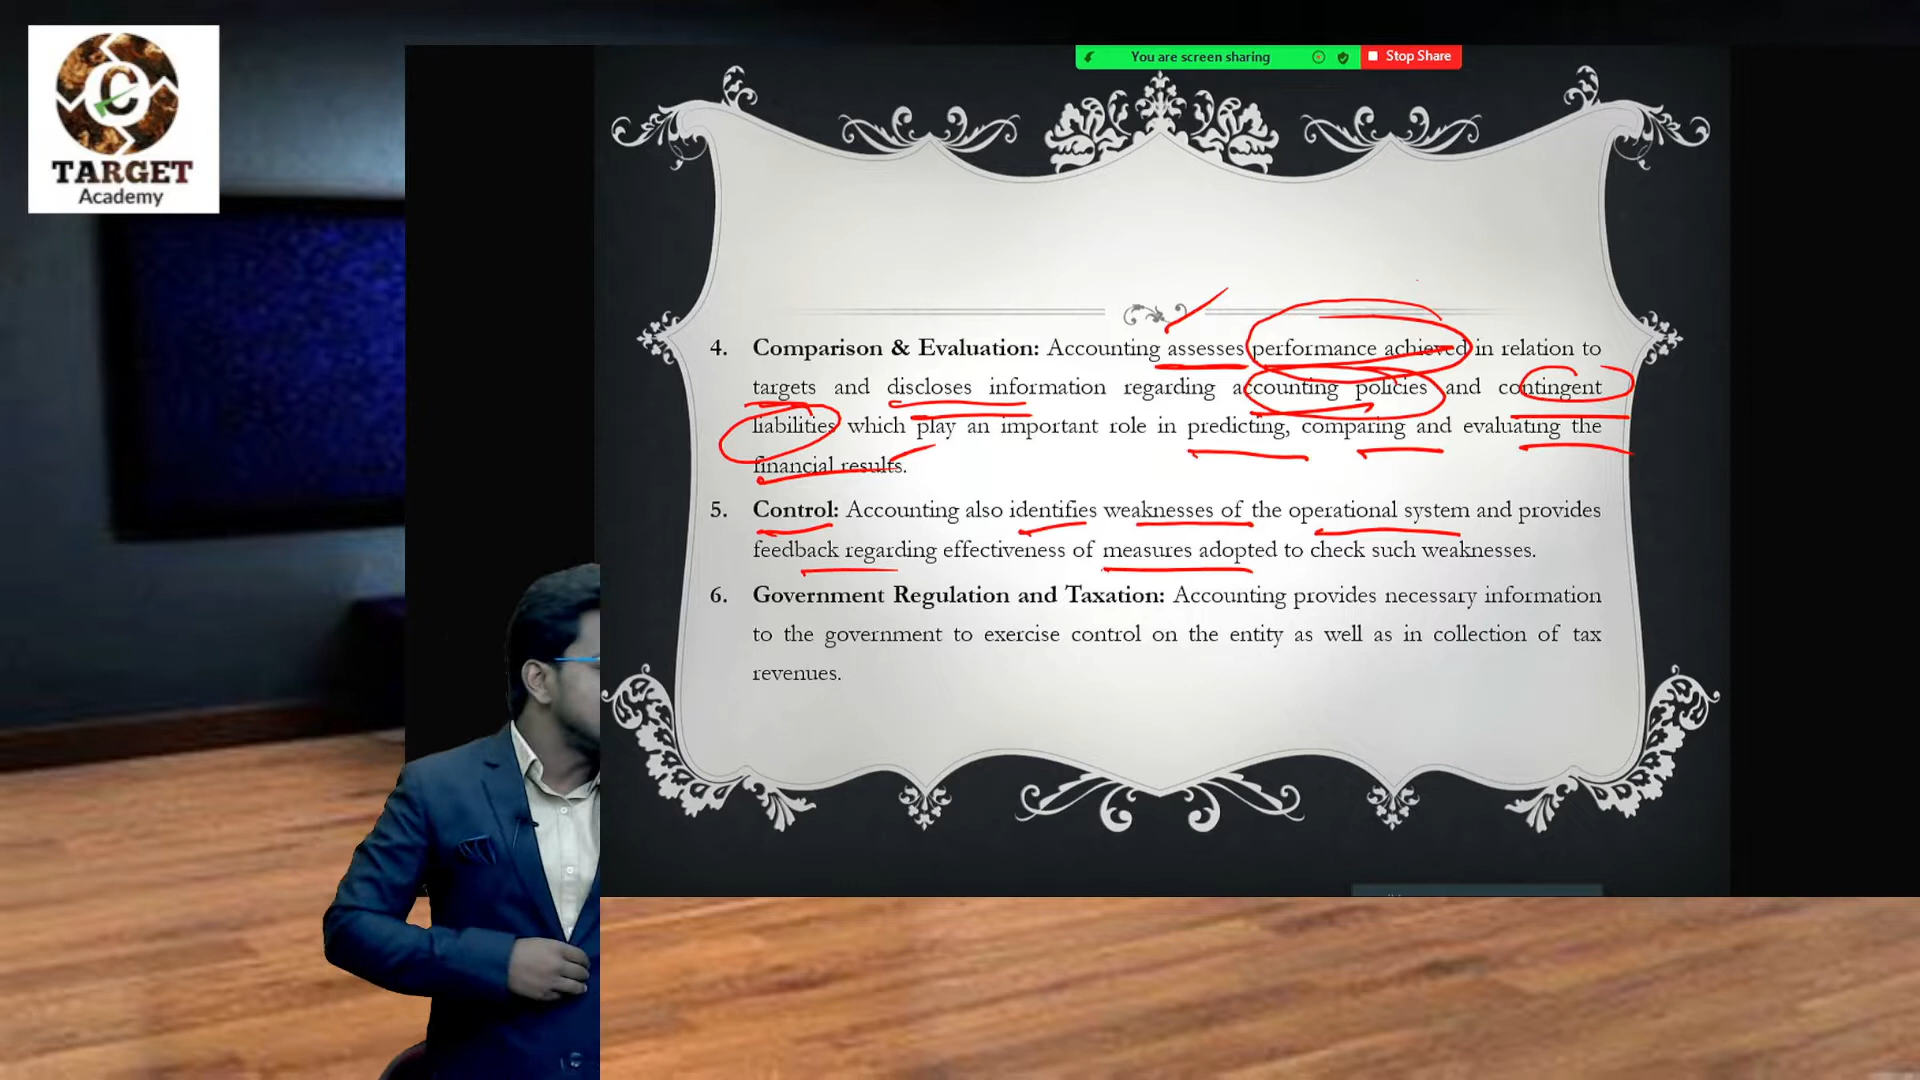 C
TARGET
Academy
You are screen sharing
Stop Share
4. Comparison & Evaluation: Accounting assesses performance achieved in relation to
targets and discloses information regarding accounting policies and contingent
liabilities which play an important role in predicting, comparing and evaluating the
financial results.
5. Control: Accounting also identifies weaknesses of the operational system and provides
feedback regarding effectiveness of measures adopted to check such weaknesses.
6. Government Regulation and Taxation: Accounting provides necessary information
to the government to exercise control on the entity as well as in collection of tax
revenues.